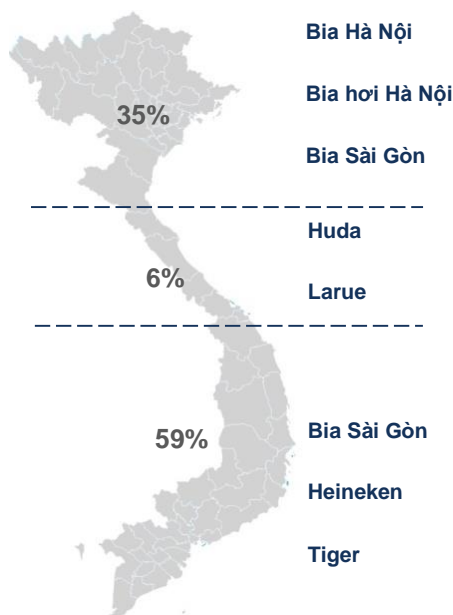 Bia Hà Nội
Bia hơi Hà Nội
35%
Bia Sài Gòn
Huda
6%
Larue
59%
Bia Sài Gòn
Heineken
Tiger